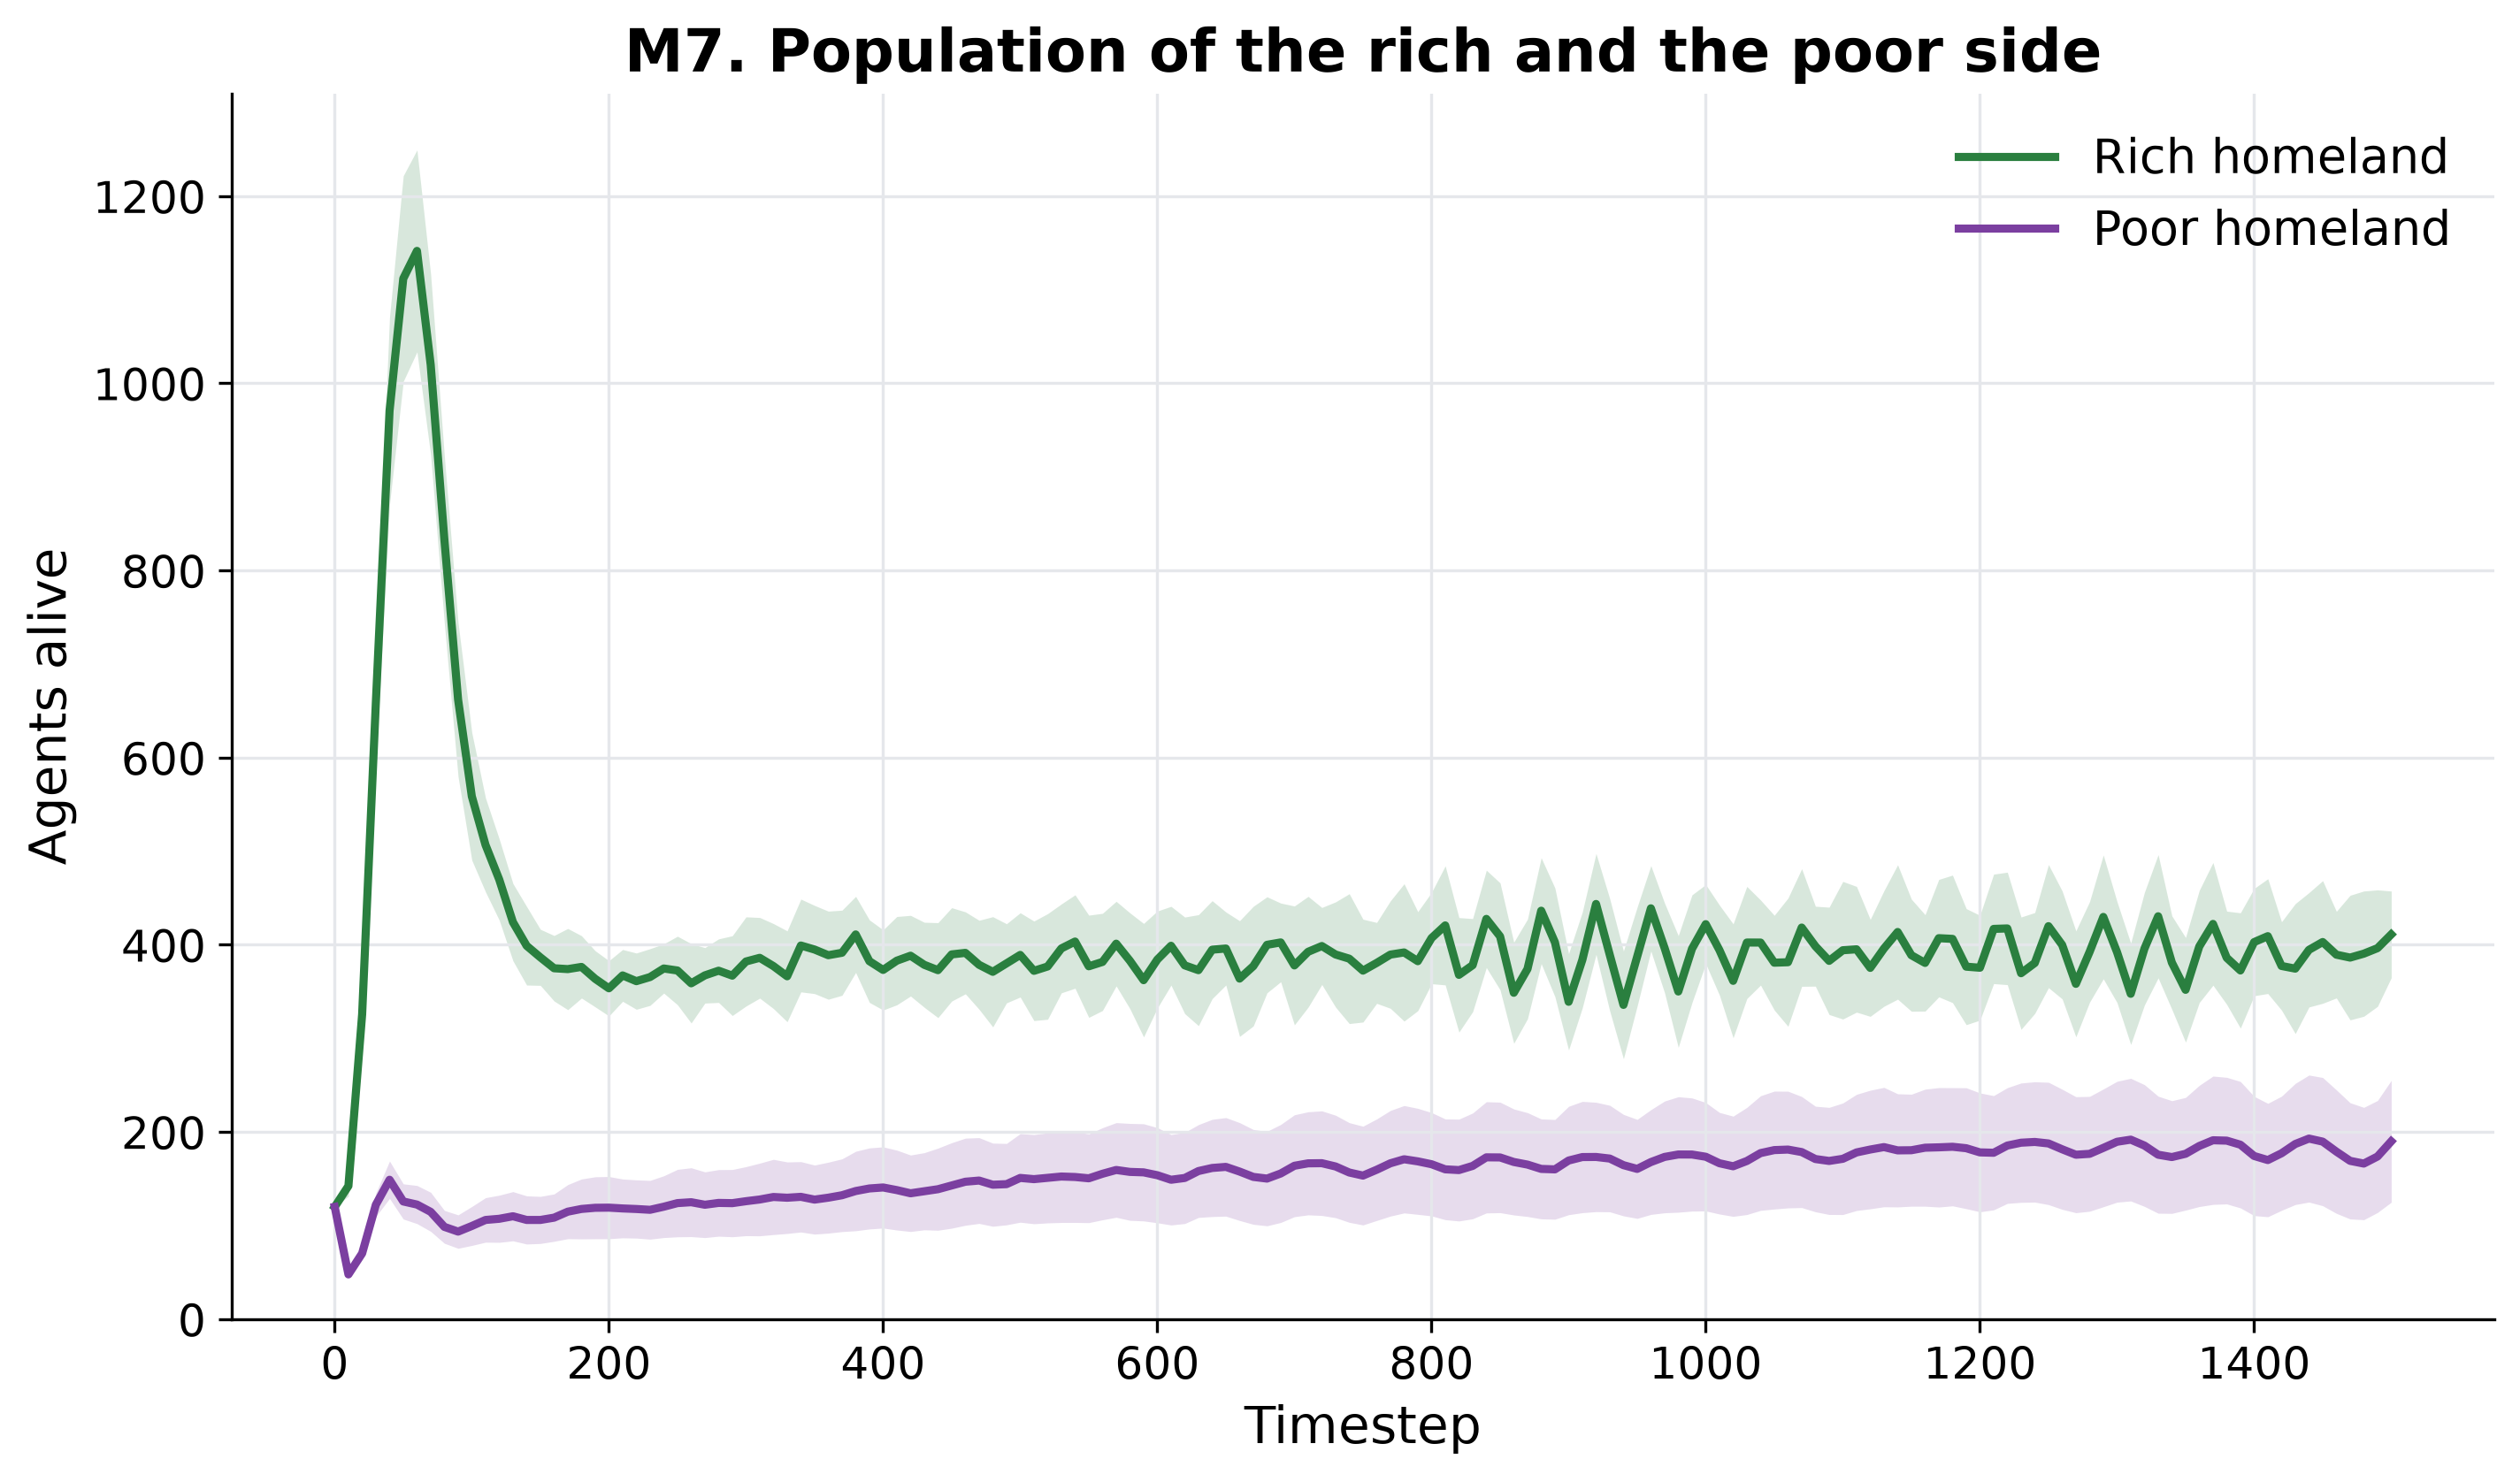 M7. Population of the rich and the poor side
Rich homeland
Poor homeland
Agents alive
1200
1000
800
600
400
200
0
0 200 400 600 800 1000 1200 1400
Timestep